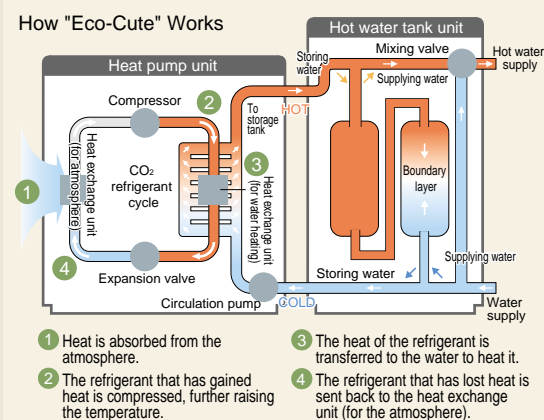 How "Eco-Cute" Works
Hot water tank unit
Heat pump unit
Storing
water
Mixing valve
Hot water
supply
Supplying water
Compressor
2
HOT
To
storage
tank
Heat exchange unit
(for atmosphere)
CO₂
refrigerant
cycle
3
Heat exchange unit
(for water heating)
Boundary
layer
1
4
Expansion valve
Circulation pump
COLD
Storing water
Supplying water
Water
supply
1 Heat is absorbed from the
atmosphere.
2 The refrigerant that has gained
heat is compressed, further raising
the temperature.
3 The heat of the refrigerant is
transferred to the water to heat it.
4 The refrigerant that has lost heat is
sent back to the heat exchange
unit (for the atmosphere).